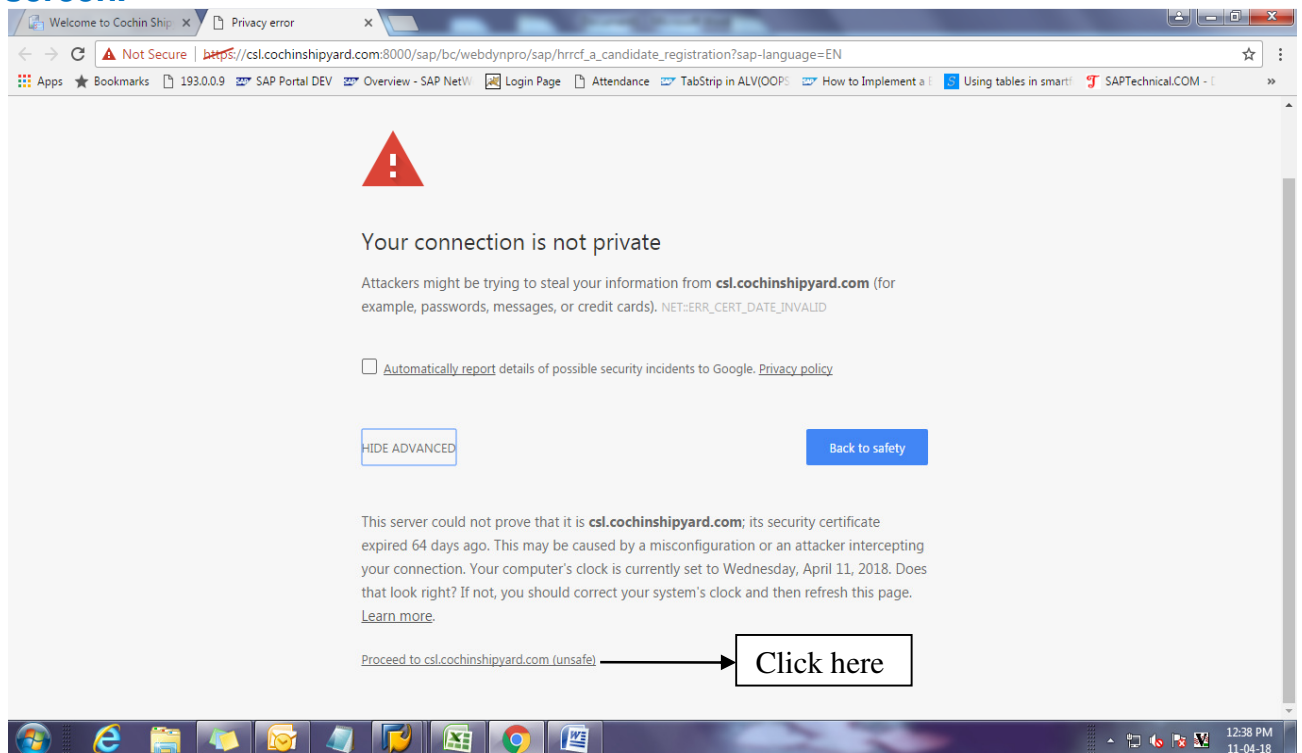 Screen:
Welcome to Cochin Ship
Privacy error
Not Secure | https://csl.cochinshipyard.com:8000/sap/bc/webdynpro/sap/hrrcf_a_candidate_registration?sap-language=EN
Apps Bookmarks 193.0.0.9 SAP Portal DEV Overview - SAP NetW Login Page Attendance TabStrip in ALV(OOPS How to Implement a Using tables in smart SAPTechnical.COM - »
Your connection is not private
Attackers might be trying to steal your information from csl.cochinshipyard.com (for
example, passwords, messages, or credit cards). NET::ERR_CERT_DATE_INVALID
Automatically report details of possible security incidents to Google. Privacy policy
HIDE ADVANCED
Back to safety
This server could not prove that it is csl.cochinshipyard.com; its security certificate
expired 64 days ago. This may be caused by a misconfiguration or an attacker intercepting
your connection. Your computer's clock is currently set to Wednesday, April 11, 2018. Does
that look right? If not, you should correct your system's clock and then refresh this page.
Learn more.
Proceed to csl.cochinshipyard.com (unsafe)
Click here
12:38 PM
11-04-18